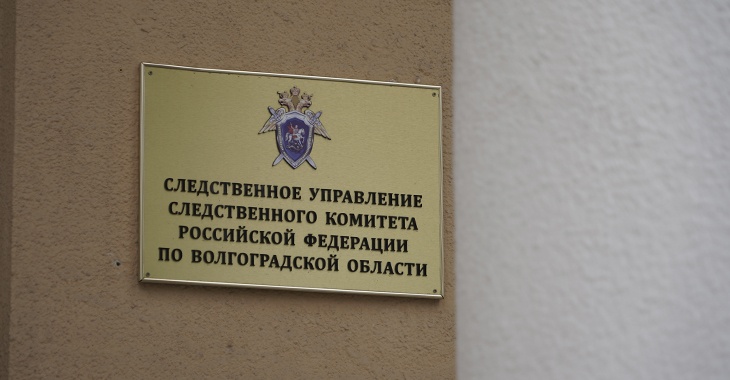 СЛЕДСТВЕННОЕ УПРАВЛЕНИЕ
СЛЕДСТВЕННОГО КОМИТЕТА
РОССИЙСКОЙ ФЕДЕРАЦИИ
ПО ВОЛГОГРАДСКОЙ ОБЛАСТИ